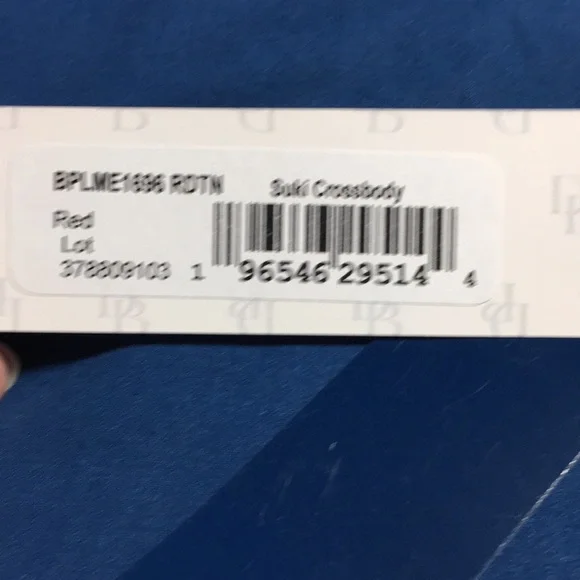 BPLME1696 RDTN Suki Crossbody
Red
Lot
378809103
1 96546 29514 4